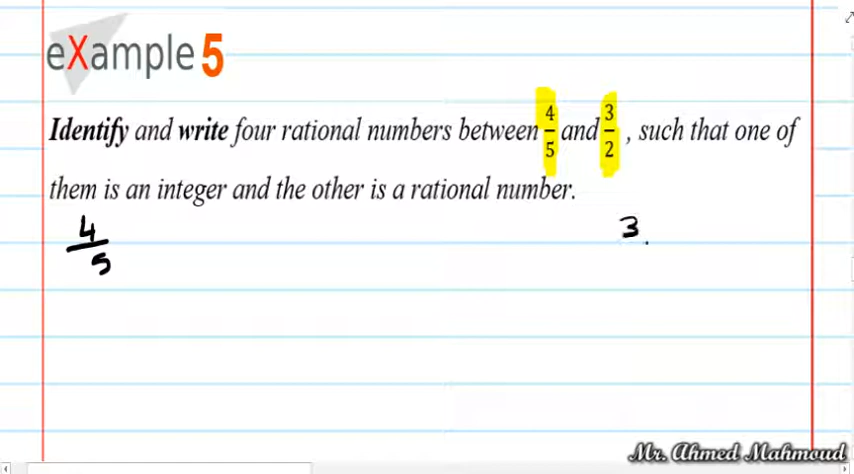 eXample 5
Identify and write four rational numbers between 4/5 and 3/2 , such that one of
them is an integer and the other is a rational number.
4/5 3
Mr. Ahmed Mahmoud